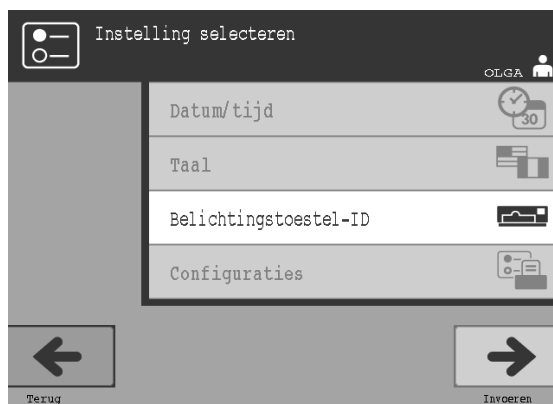 Instelling selecteren
OLGA
Datum/tijd
30
Taal
Belichtingstoestel-ID
Configuraties
Terug
Invoeren